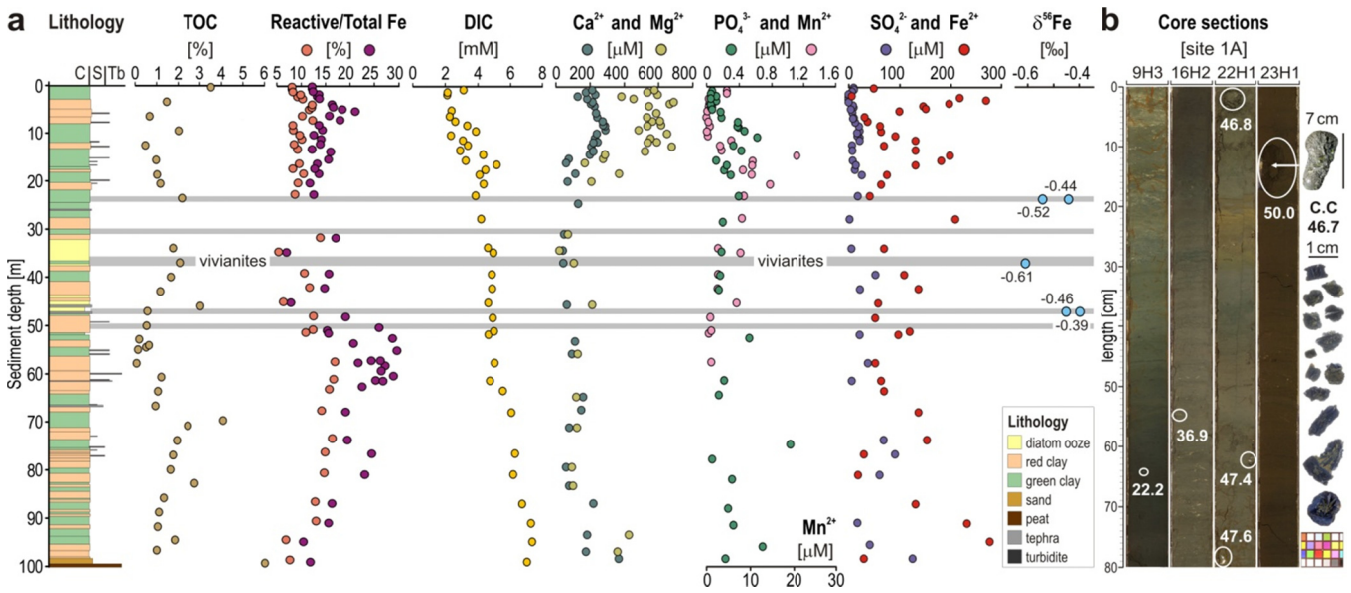 a
Lithology
TOC
[%]
Reactive/Total Fe
[%]
DIC
[mM]
Ca²⁺ and Mg²⁺
[µM]
PO₄³⁻ and Mn²⁺
[µM]
SO₄²⁻ and Fe²⁺
[µM]
δ⁵⁶Fe
[‰]
b
Core sections
[site 1A]
C S Tb
0 1 2 3 4 5 6
5 10 15 20 25 30
0 2 4 6 8
0 200 400 600 800
0 0.4 0.8 1.2 1.6
0 100 200 300
-0.6 -0.4
9H3 16H2 22H1 23H1
Sediment depth [m]
0
10
20
30
40
50
60
70
80
90
100
vivianites
viviarites
-0.44
-0.52
-0.61
-0.46
-0.39
Mn²⁺
[µM]
0 10 20 30
Lithology
diatom ooze
red clay
green clay
sand
peat
tephra
turbidite
length [cm]
0
10
20
30
40
50
60
70
80
46.8
50.0
36.9
22.2
47.4
47.6
7 cm
C.C
46.7
1 cm